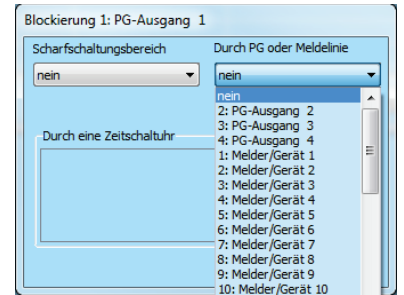 Blockierung 1: PG-Ausgang 1
Scharfschaltungsbereich
Durch PG oder Meldelinie
nein
nein
nein
2: PG-Ausgang 2
3: PG-Ausgang 3
4: PG-Ausgang 4
1: Melder/Gerät 1
2: Melder/Gerät 2
3: Melder/Gerät 3
4: Melder/Gerät 4
5: Melder/Gerät 5
6: Melder/Gerät 6
7: Melder/Gerät 7
8: Melder/Gerät 8
9: Melder/Gerät 9
10: Melder/Gerät 10
Durch eine Zeitschaltuhr